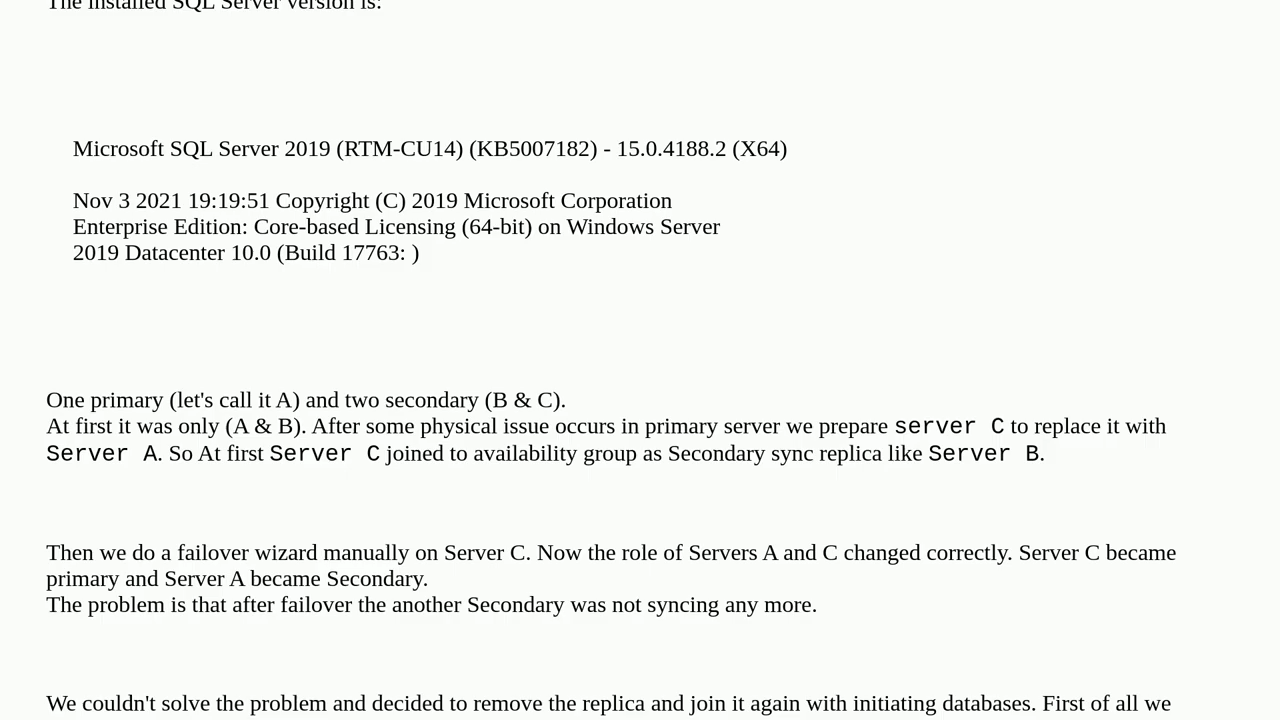 The installed SQL Server version is:
Microsoft SQL Server 2019 (RTM-CU14) (KB5007182) - 15.0.4188.2 (X64)
Nov 3 2021 19:19:51 Copyright (C) 2019 Microsoft Corporation
Enterprise Edition: Core-based Licensing (64-bit) on Windows Server
2019 Datacenter 10.0 (Build 17763: )
One primary (let's call it A) and two secondary (B & C).
At first it was only (A & B). After some physical issue occurs in primary server we prepare server C to replace it with
Server A. So At first Server C joined to availability group as Secondary sync replica like Server B.
Then we do a failover wizard manually on Server C. Now the role of Servers A and C changed correctly. Server C became
primary and Server A became Secondary.
The problem is that after failover the another Secondary was not syncing any more.
We couldn't solve the problem and decided to remove the replica and join it again with initiating databases. First of all we